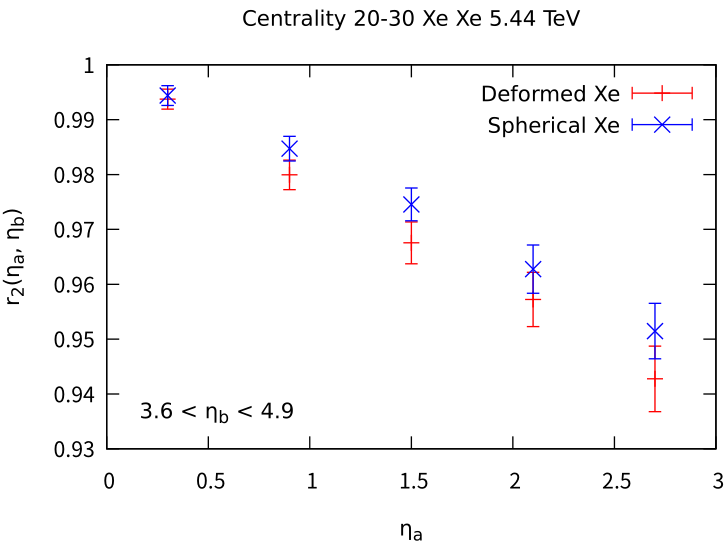 Centrality 20-30 Xe Xe 5.44 TeV
1
0.99
0.98
0.97
0.96
0.95
0.94
0.93
r2(ηa, ηb)
Deformed Xe
Spherical Xe
3.6 < ηb < 4.9
0 0.5 1 1.5 2 2.5 3
ηa